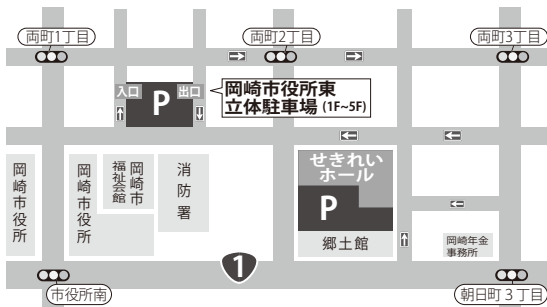 両町1丁目
両町2丁目
両町3丁目
入口
P
出口
岡崎市役所東
立体駐車場 (1F~5F)
岡崎市役所
岡崎市役所
岡崎市
福祉会館
消防署
せきれい
ホール
P
郷土館
岡崎年金
事務所
1
市役所南
朝日町3丁目